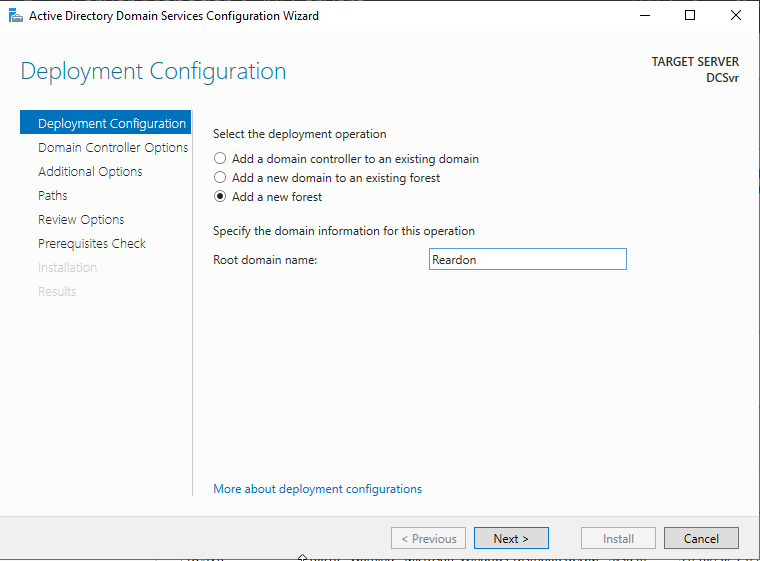 Active Directory Domain Services Configuration Wizard
Deployment Configuration
TARGET SERVER
DCSvr
Deployment Configuration
Domain Controller Options
Additional Options
Paths
Review Options
Prerequisites Check
Installation
Results
Select the deployment operation
Add a domain controller to an existing domain
Add a new domain to an existing forest
Add a new forest
Specify the domain information for this operation
Root domain name: Reardon
More about deployment configurations
< Previous Next > Install Cancel